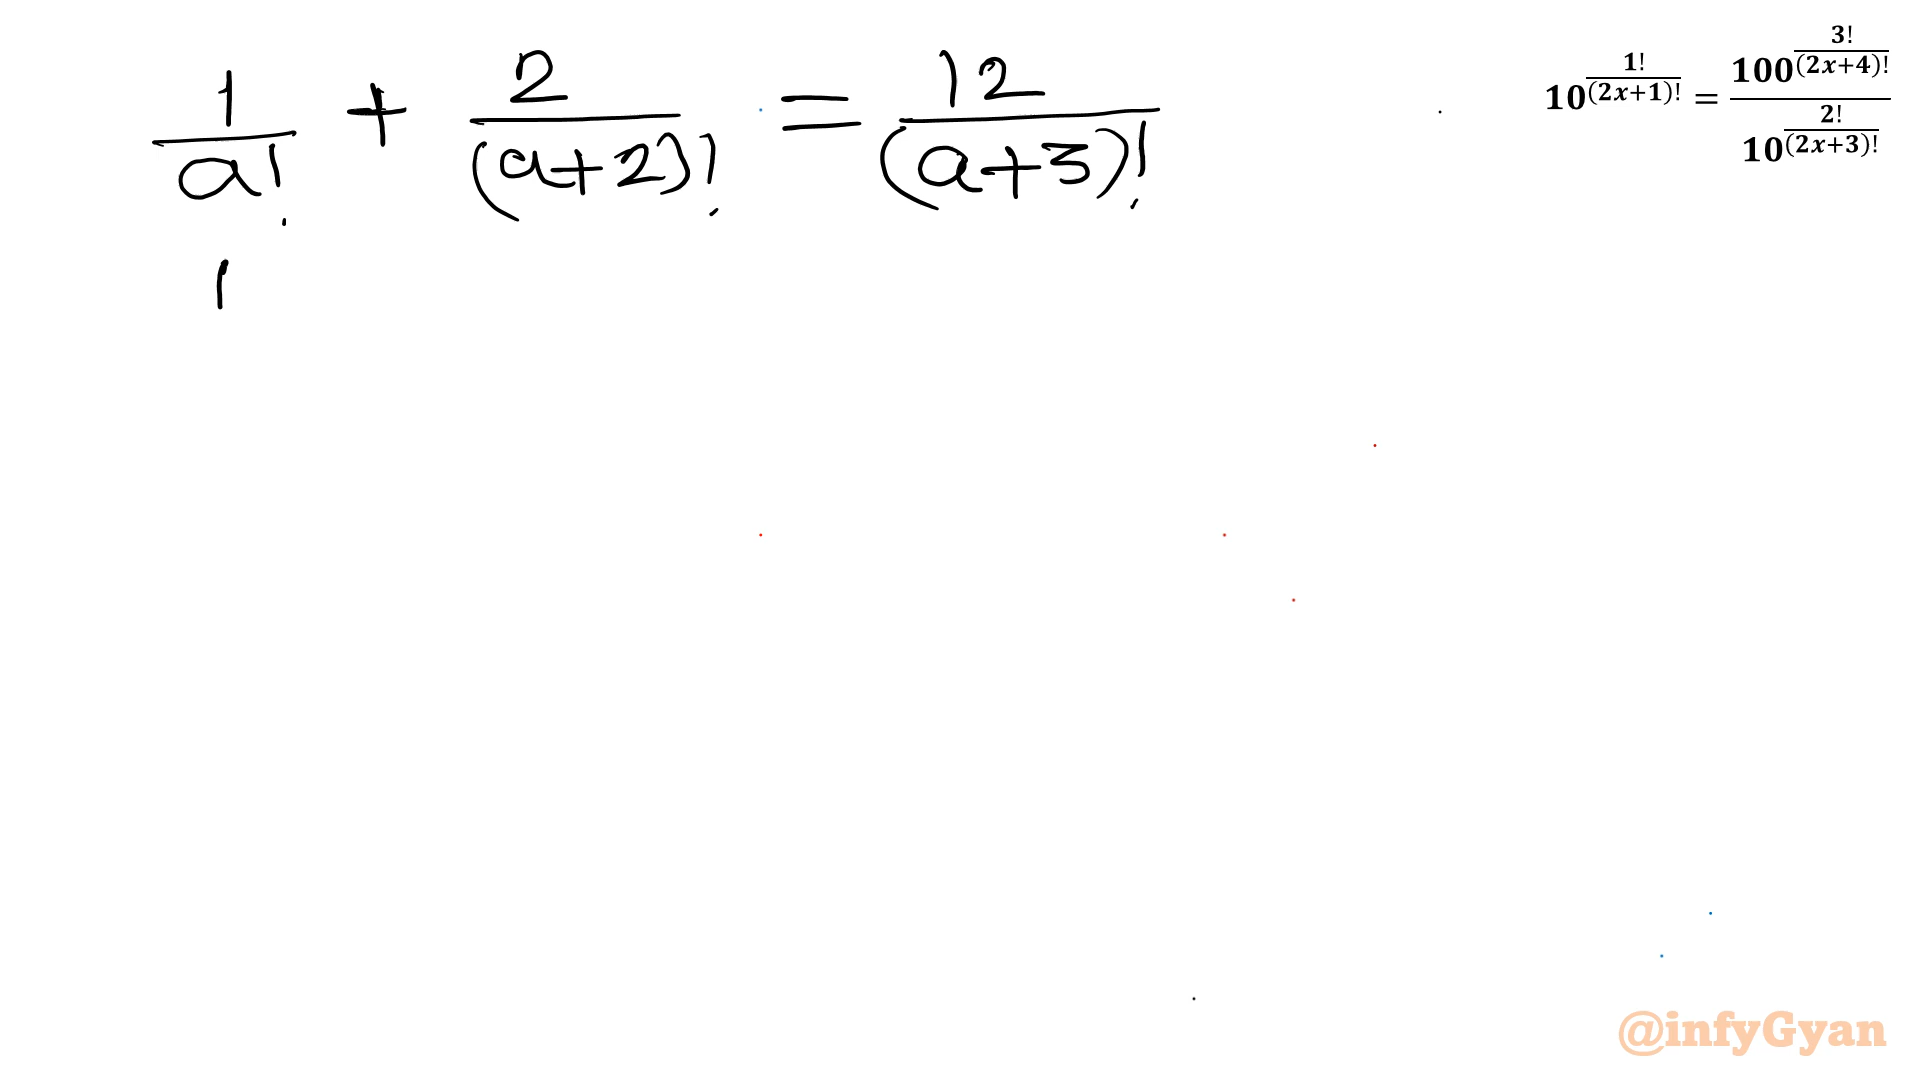 1/a! + 2/(a+2)! = 12/(a+3)!
1
10^(1!/(2x+1)!) = 100^(3!/(2x+4)!) / 10^(2!/(2x+3)!)
@infyGyan